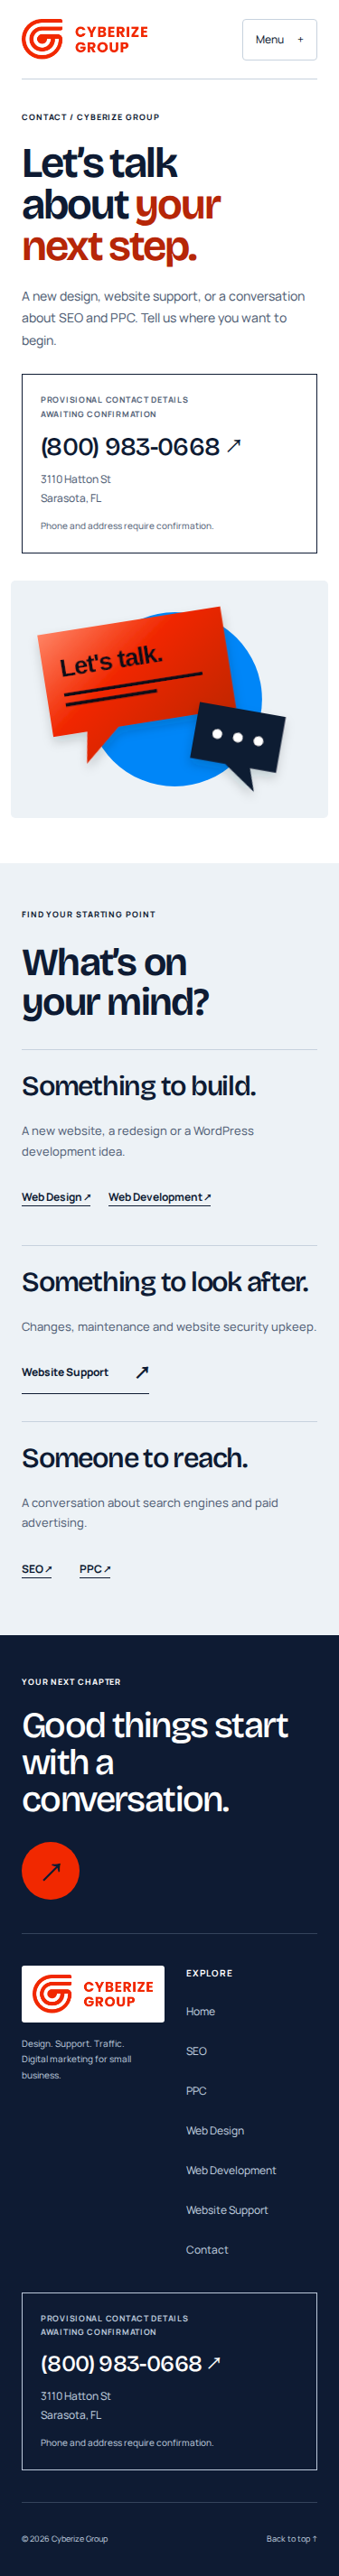 CYBERIZE
GROUP
Menu +
CONTACT / CYBERIZE GROUP
Let's talk
about your
next step.
A new design, website support, or a conversation
about SEO and PPC. Tell us where you want to
begin.
PROVISIONAL CONTACT DETAILS
AWAITING CONFIRMATION
(800) 983-0668 ↗
3110 Hatton St
Sarasota, FL
Phone and address require confirmation.
Let's talk.
FIND YOUR STARTING POINT
What's on
your mind?
Something to build.
A new website, a redesign or a WordPress
development idea.
Web Design ↗ Web Development ↗
Something to look after.
Changes, maintenance and website security upkeep.
Website Support ↗
Someone to reach.
A conversation about search engines and paid
advertising.
SEO ↗ PPC ↗
YOUR NEXT CHAPTER
Good things start
with a
conversation.
↗
CYBERIZE
GROUP
Design. Support. Traffic.
Digital marketing for small
business.
EXPLORE
Home
SEO
PPC
Web Design
Web Development
Website Support
Contact
PROVISIONAL CONTACT DETAILS
AWAITING CONFIRMATION
(800) 983-0668 ↗
3110 Hatton St
Sarasota, FL
Phone and address require confirmation.
© 2026 Cyberize Group
Back to top ↑